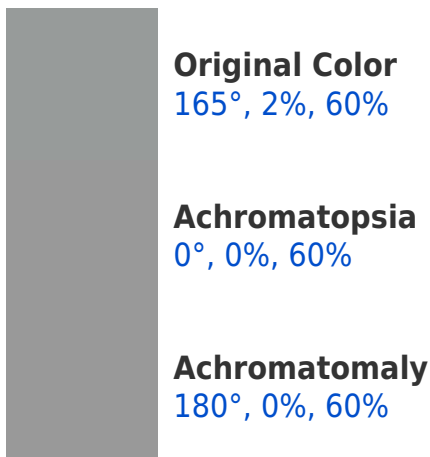 Original Color
165°, 2%, 60%
Achromatopsia
0°, 0%, 60%
Achromatomaly
180°, 0%, 60%